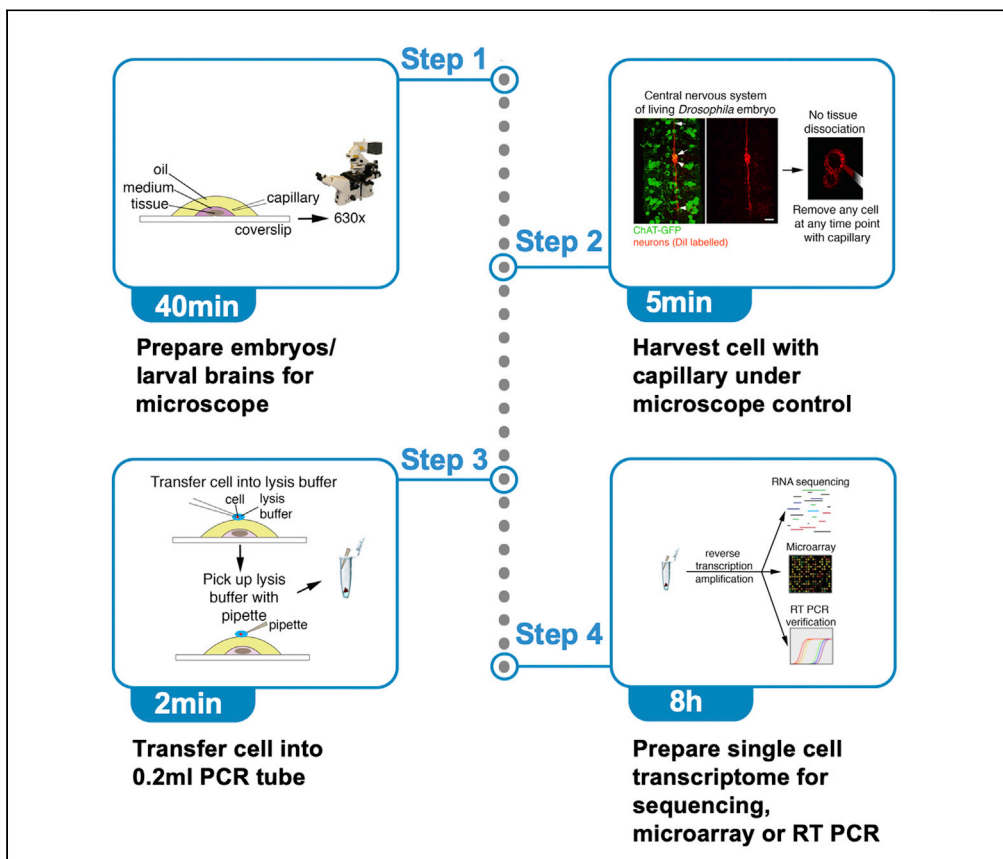 Step 1
oil
medium
tissue
capillary
coverslip
630x
40min
Prepare embryos/
larval brains for
microscope
Step 2
Central nervous system
of living Drosophila embryo
ChAT-GFP
neurons (Dil labelled)
No tissue
dissociation
Remove any cell
at any time point
with capillary
5min
Harvest cell with
capillary under
microscope control
Step 3
Transfer cell into lysis buffer
cell
lysis
buffer
Pick up lysis
buffer with
pipette
pipette
2min
Transfer cell into
0.2ml PCR tube
Step 4
reverse
transcription
amplification
RNA sequencing
Microarray
RT PCR
verification
8h
Prepare single cell
transcriptome for
sequencing,
microarray or RT PCR